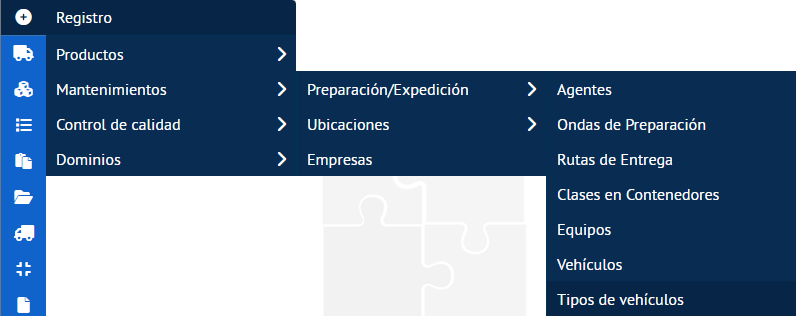 Registro
Productos
Mantenimientos
Control de calidad
Dominios
Preparación/Expedición
Ubicaciones
Empresas
Agentes
Ondas de Preparación
Rutas de Entrega
Clases en Contenedores
Equipos
Vehículos
Tipos de vehículos